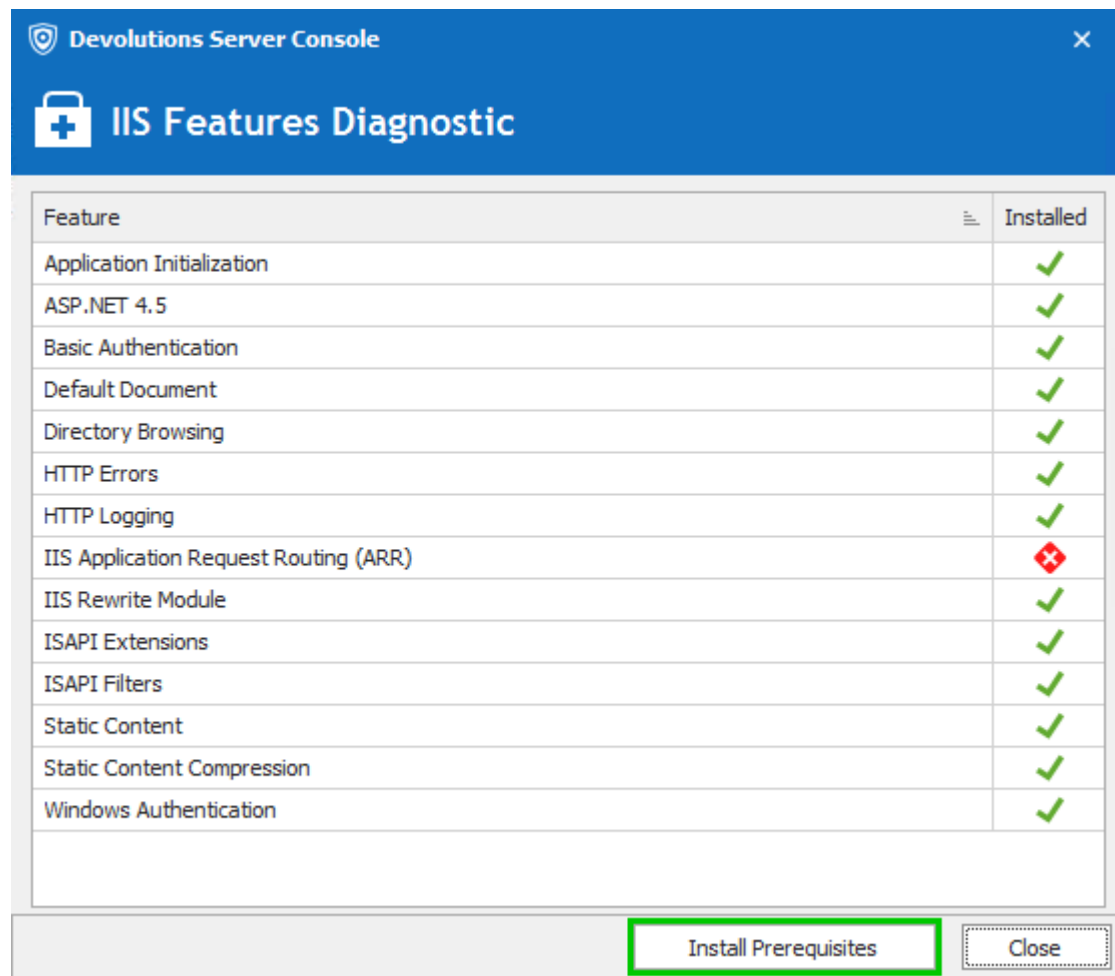 Devolutions Server Console
IIS Features Diagnostic
Feature Installed
Application Initialization
ASP.NET 4.5
Basic Authentication
Default Document
Directory Browsing
HTTP Errors
HTTP Logging
IIS Application Request Routing (ARR)
IIS Rewrite Module
ISAPI Extensions
ISAPI Filters
Static Content
Static Content Compression
Windows Authentication
Install Prerequisites Close